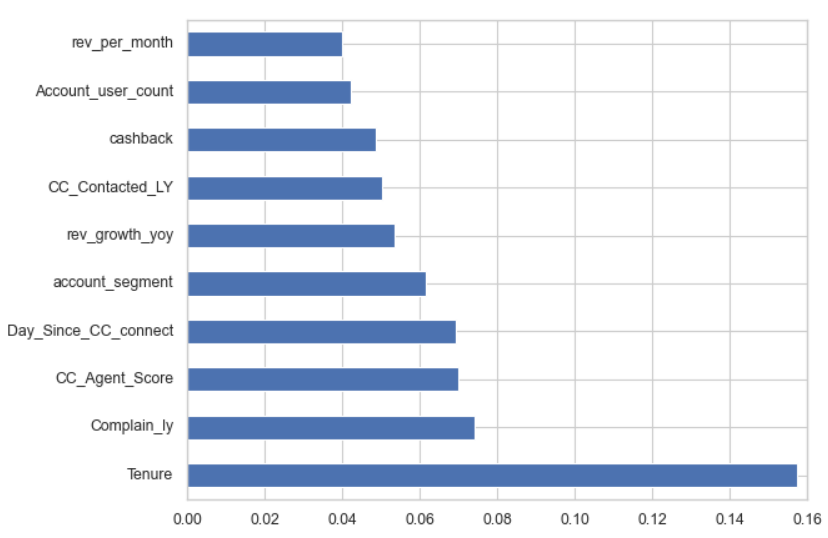 rev_per_month
Account_user_count
cashback
CC_Contacted_LY
rev_growth_yoy
account_segment
Day_Since_CC_connect
CC_Agent_Score
Complain_ly
Tenure
0.00 0.02 0.04 0.06 0.08 0.10 0.12 0.14 0.16